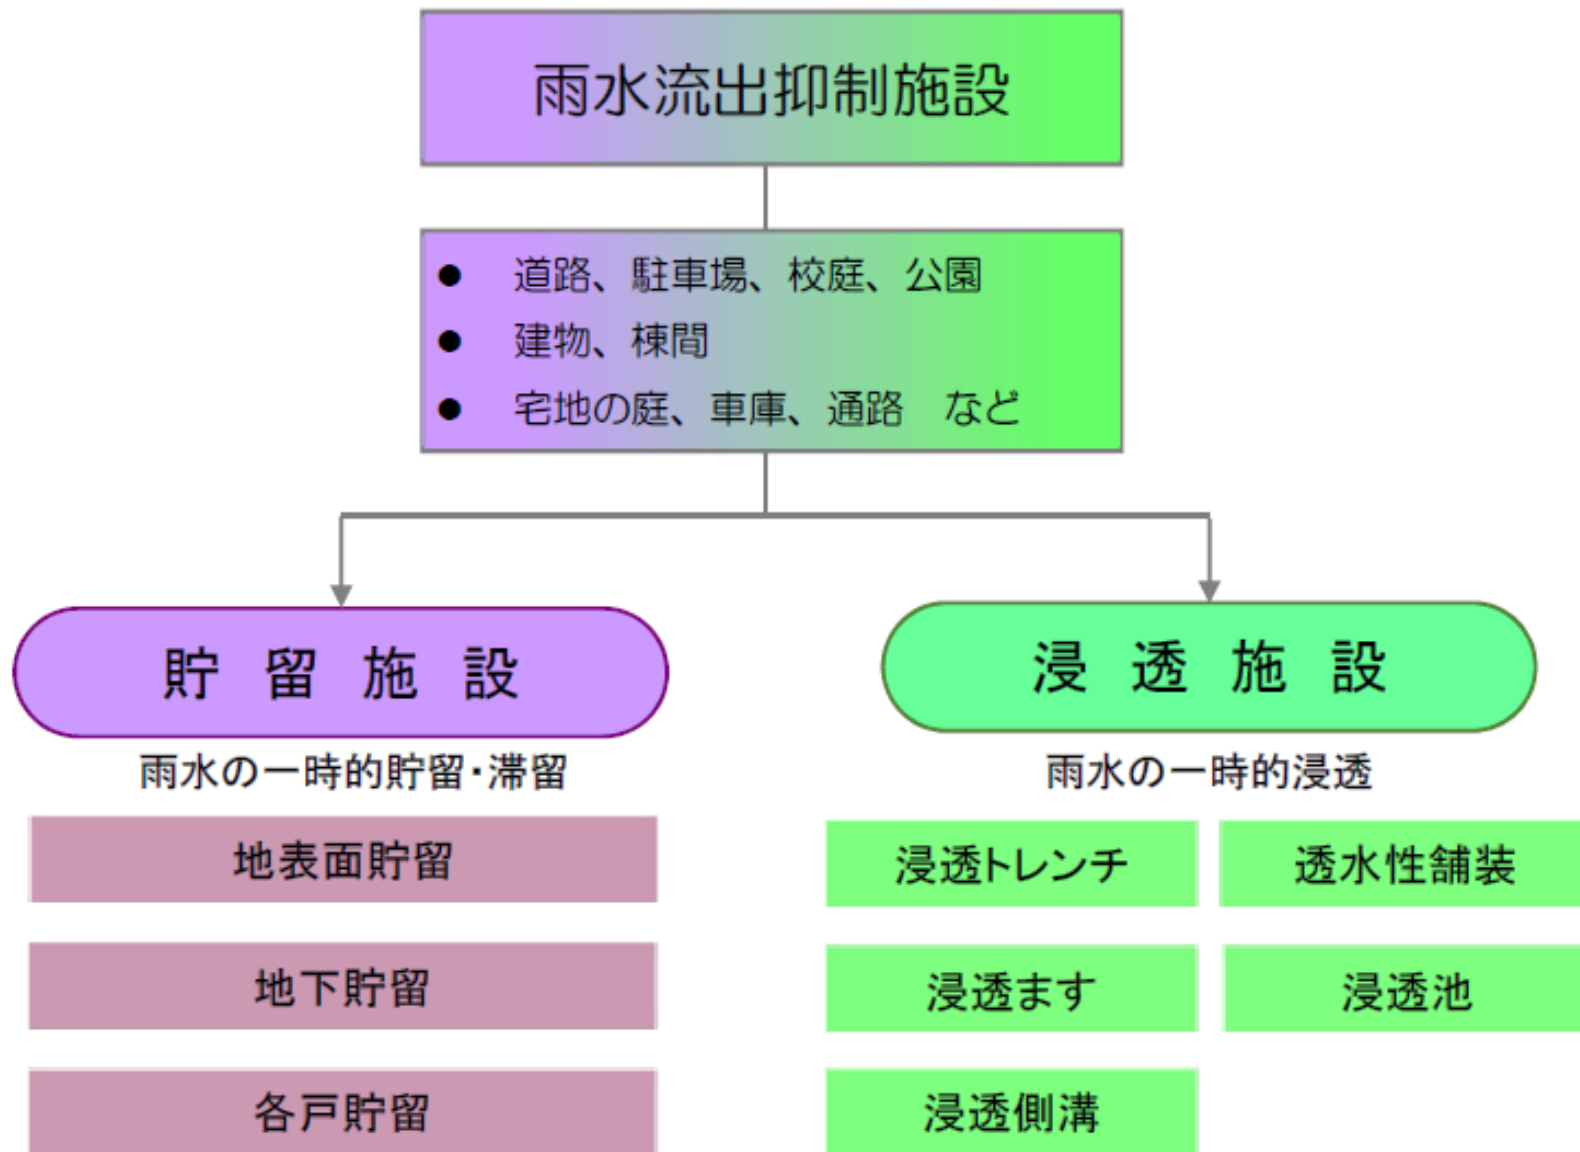 雨水流出抑制施設
● 道路、駐車場、校庭、公園
● 建物、棟間
● 宅地の庭、車庫、通路　など
貯留施設
雨水の一時的貯留・滞留
地表面貯留
地下貯留
各戸貯留
浸透施設
雨水の一時的浸透
浸透トレンチ
透水性舗装
浸透ます
浸透池
浸透側溝